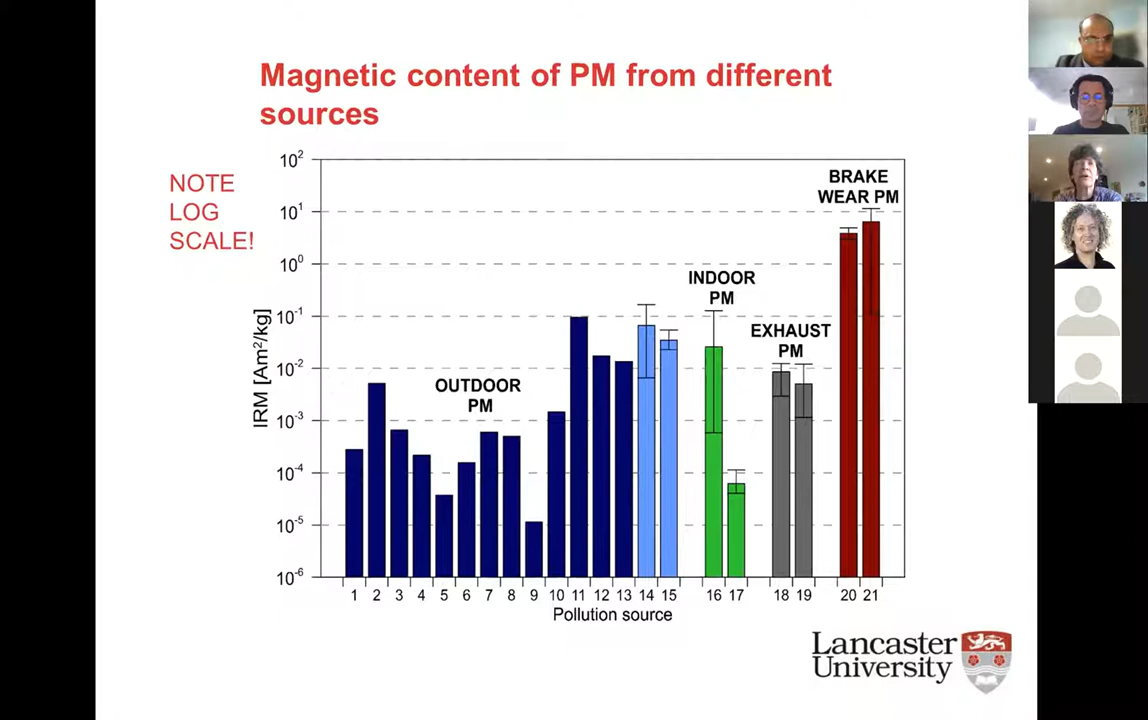 Magnetic content of PM from different
sources
NOTE
LOG
SCALE!
10²
10¹
10⁰
10⁻¹
10⁻²
10⁻³
10⁻⁴
10⁻⁵
10⁻⁶
IRM [Am²/kg]
OUTDOOR
PM
INDOOR
PM
EXHAUST
PM
BRAKE
WEAR PM
1 2 3 4 5 6 7 8 9 10 11 12 13 14 15 16 17 18 19 20 21
Pollution source
Lancaster
University